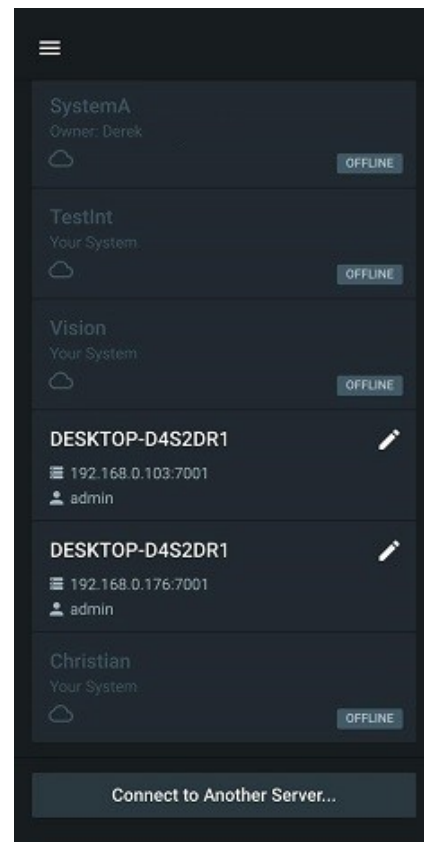 SystemA
Owner: Derek
OFFLINE
TestInt
Your System
OFFLINE
Vision
Your System
OFFLINE
DESKTOP-D4S2DR1
192.168.0.103:7001
admin
DESKTOP-D4S2DR1
192.168.0.176:7001
admin
Christian
Your System
OFFLINE
Connect to Another Server...